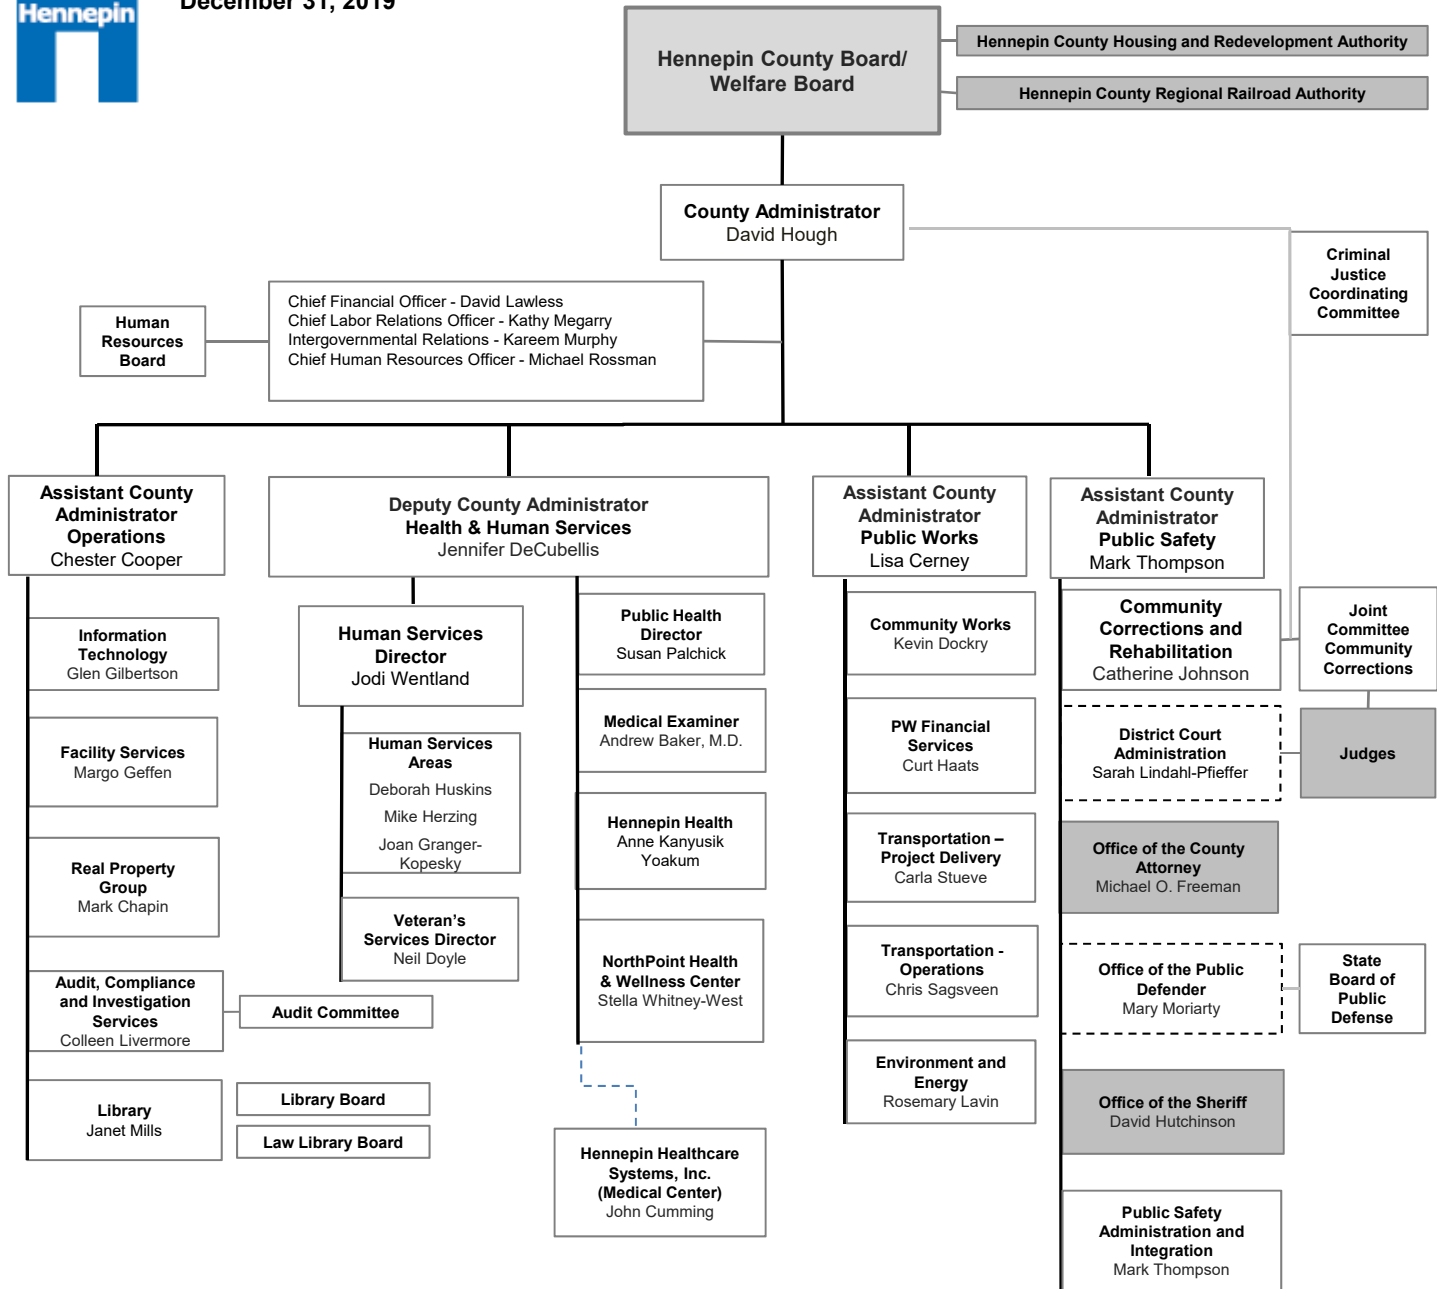 Hennepin
December 31, 2019
Hennepin County Board/
Welfare Board
Hennepin County Housing and Redevelopment Authority
Hennepin County Regional Railroad Authority
County Administrator
David Hough
Criminal
Justice
Coordinating
Committee
Human
Resources
Board
Chief Financial Officer - David Lawless
Chief Labor Relations Officer - Kathy Megarry
Intergovernmental Relations - Kareem Murphy
Chief Human Resources Officer - Michael Rossman
Assistant County
Administrator
Operations
Chester Cooper
Deputy County Administrator
Health & Human Services
Jennifer DeCubellis
Assistant County
Administrator
Public Works
Lisa Cerney
Assistant County
Administrator
Public Safety
Mark Thompson
Information
Technology
Glen Gilbertson
Facility Services
Margo Geffen
Real Property
Group
Mark Chapin
Audit, Compliance
and Investigation
Services
Colleen Livermore
Audit Committee
Library
Janet Mills
Library Board
Law Library Board
Human Services
Director
Jodi Wentland
Human Services
Areas
Deborah Huskins
Mike Herzing
Joan Granger-
Kopesky
Veteran’s
Services Director
Neil Doyle
Public Health
Director
Susan Palchick
Medical Examiner
Andrew Baker, M.D.
Hennepin Health
Anne Kanyusik
Yoakum
NorthPoint Health
& Wellness Center
Stella Whitney-West
Hennepin Healthcare
Systems, Inc.
(Medical Center)
John Cumming
Community Works
Kevin Dockry
PW Financial
Services
Curt Haats
Transportation –
Project Delivery
Carla Stueve
Transportation -
Operations
Chris Sagsveen
Environment and
Energy
Rosemary Lavin
Community
Corrections and
Rehabilitation
Catherine Johnson
Joint
Committee
Community
Corrections
District Court
Administration
Sarah Lindahl-Pfieffer
Judges
Office of the County
Attorney
Michael O. Freeman
Office of the Public
Defender
Mary Moriarty
State
Board of
Public
Defense
Office of the Sheriff
David Hutchinson
Public Safety
Administration and
Integration
Mark Thompson